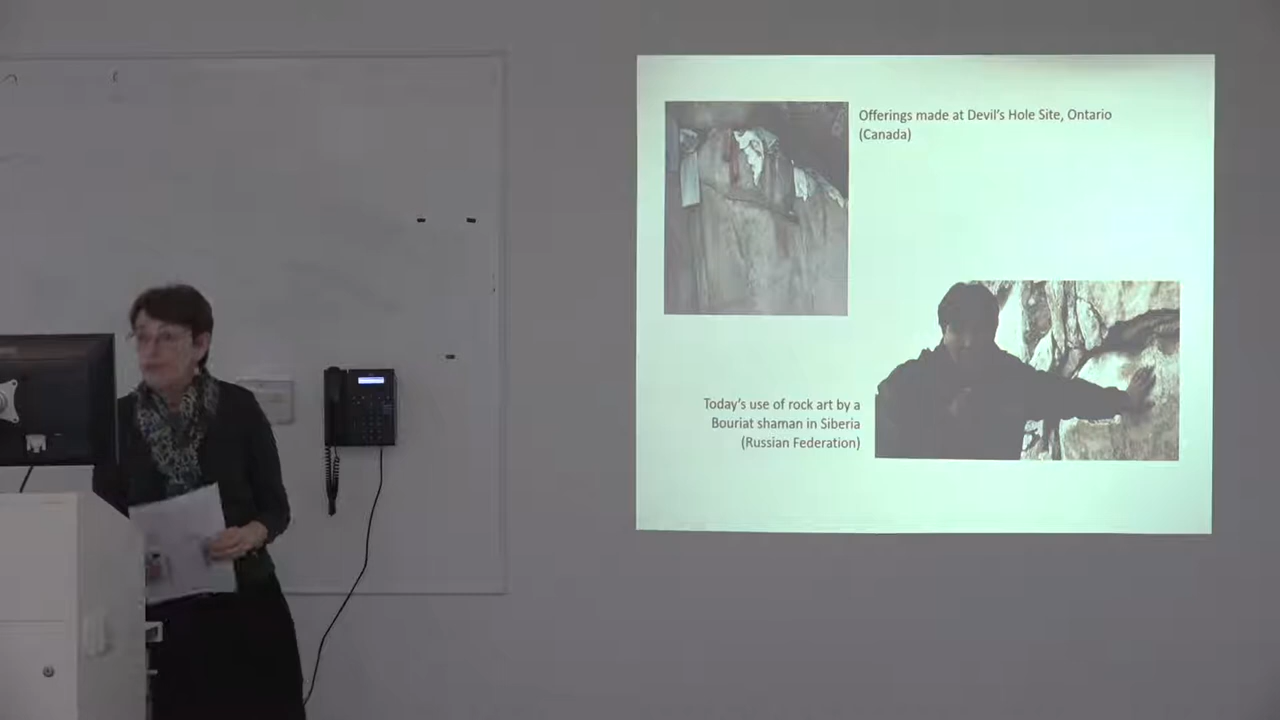 Offerings made at Devil's Hole Site, Ontario
(Canada)
Today's use of rock art by a
Bouriat shaman in Siberia
(Russian Federation)